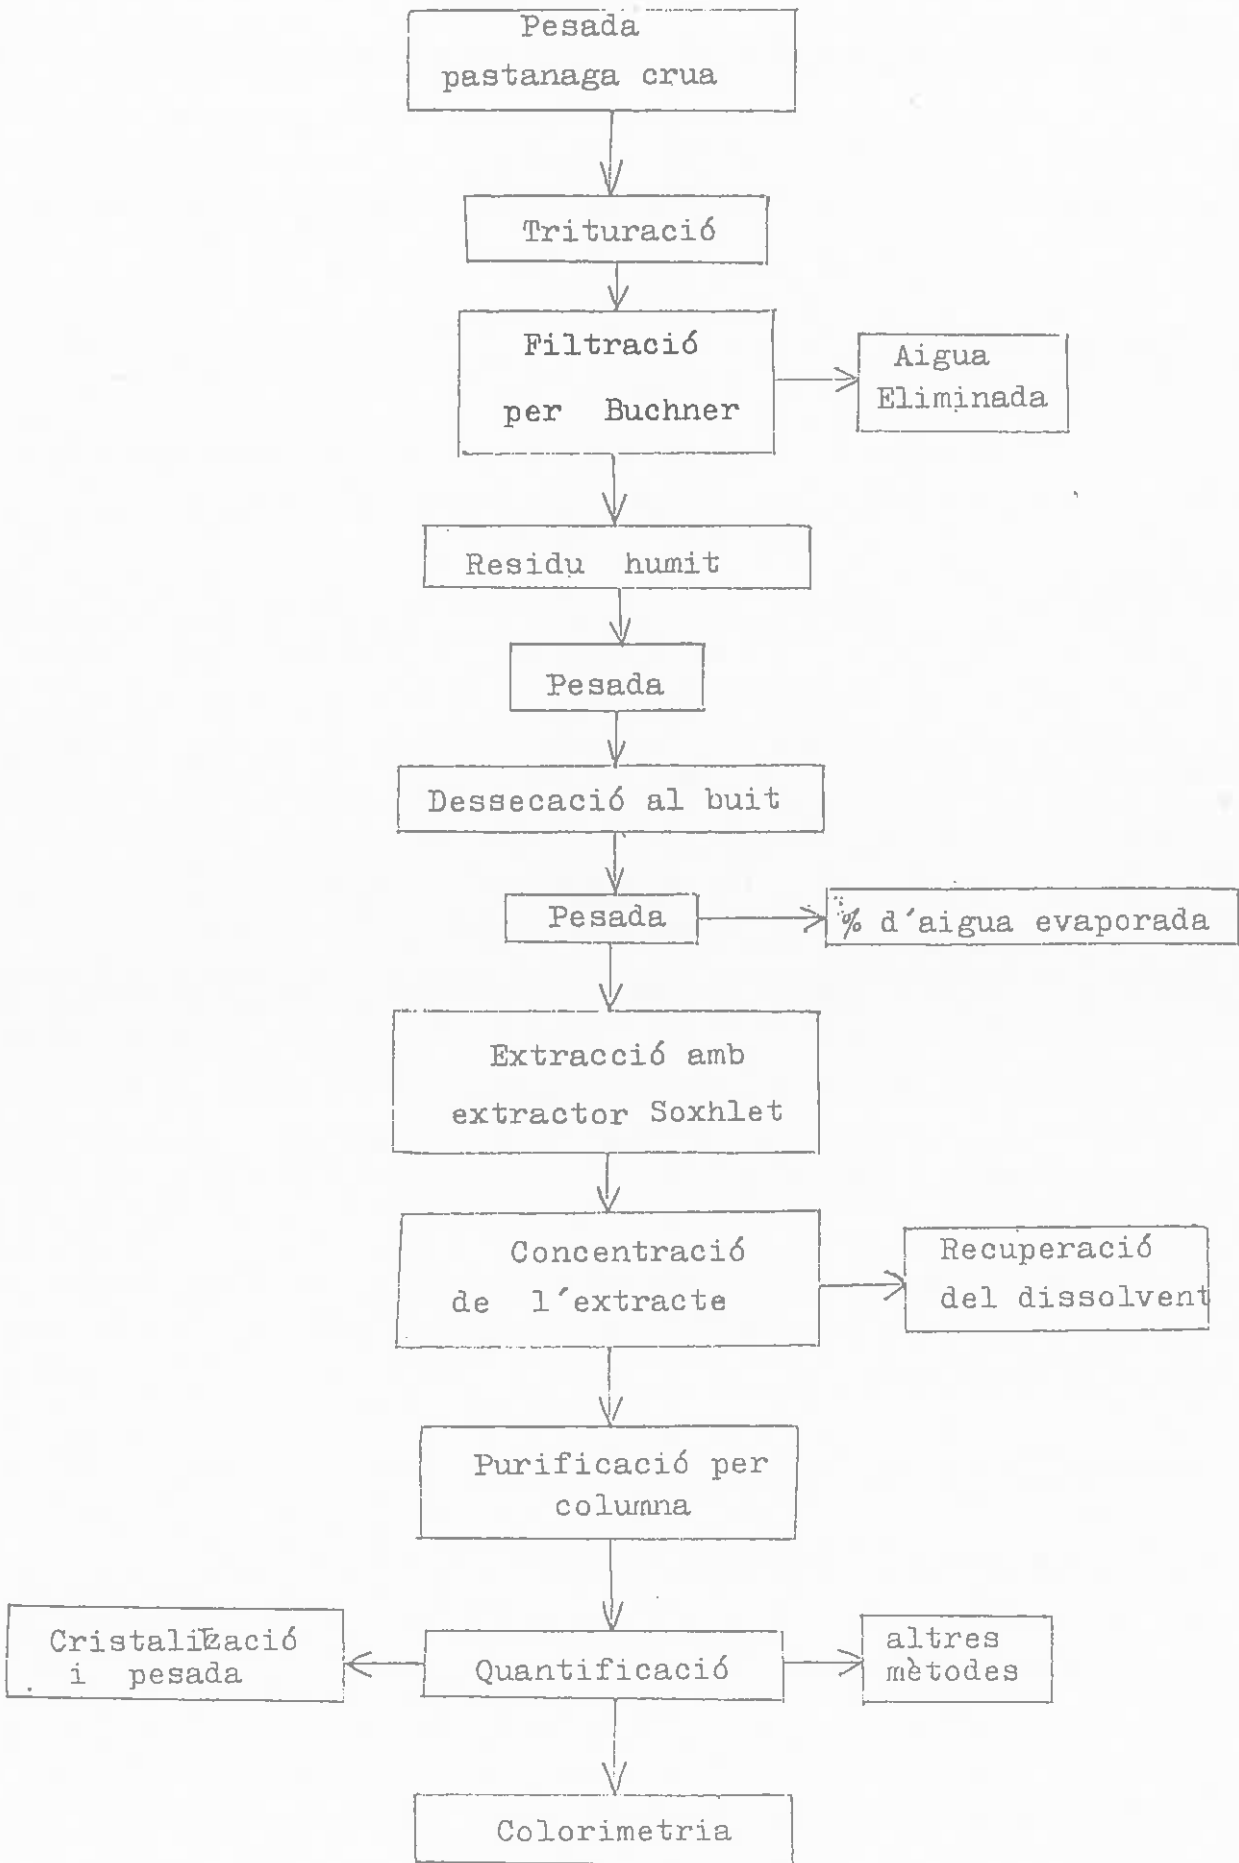 Pesada
pastanaga crua
Trituració
Filtració
per Buchner
Aigua
Eliminada
Residu humit
Pesada
Dessecació al buit
Pesada
% d'aigua evaporada
Extracció amb
extractor Soxhlet
Concentració
de l'extracte
Recuperació
del dissolvent
Purificació per
columna
Cristalització
i pesada
Quantificació
altres
mètodes
Colorimetria